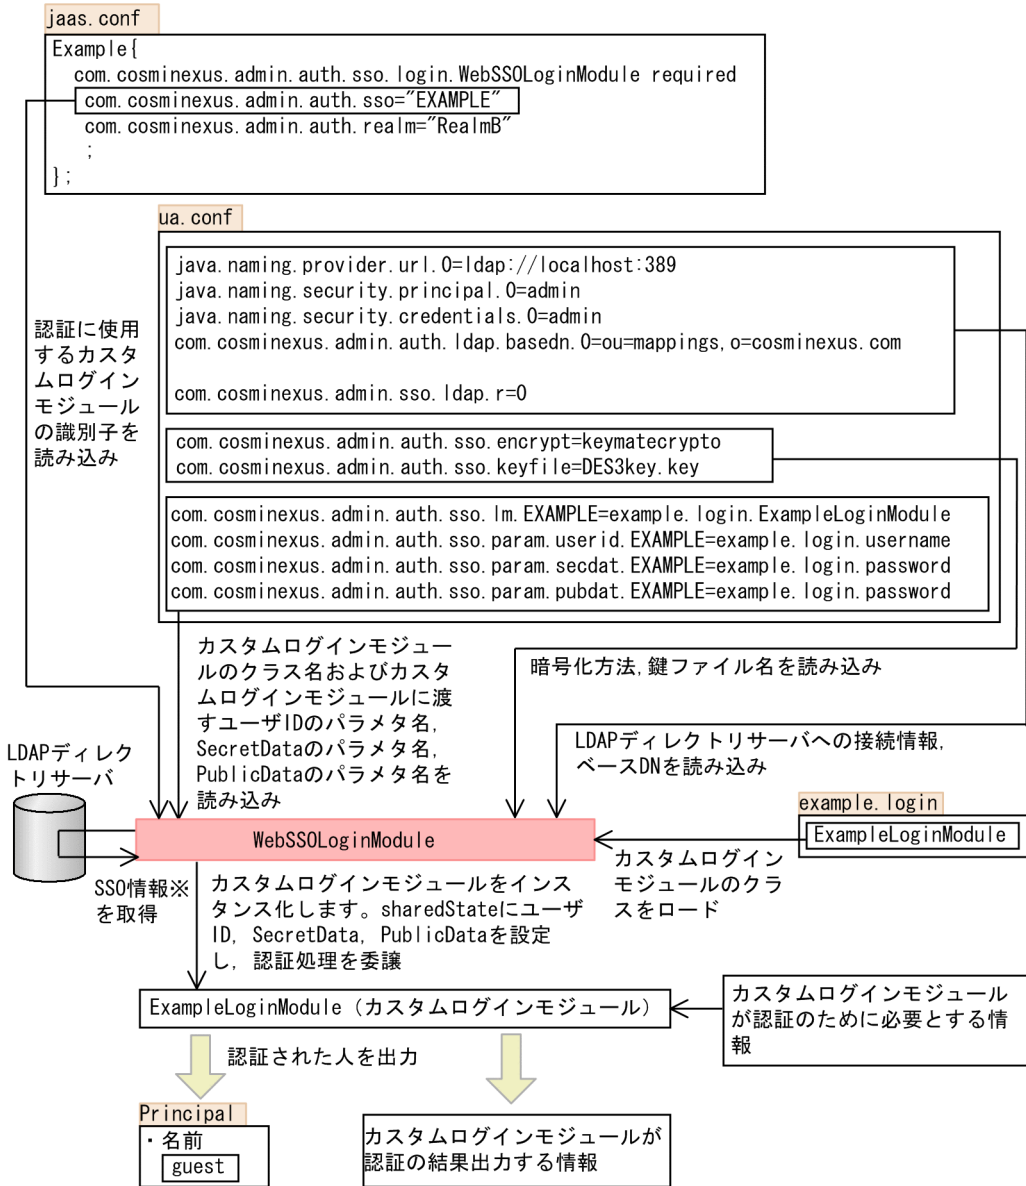 jaas.conf
Example{
com.cosminexus.admin.auth.sso.login.WebSSOLoginModule required
com.cosminexus.admin.auth.sso="EXAMPLE"
com.cosminexus.admin.auth.realm="RealmB"
;
};
ua.conf
java.naming.provider.url.0=ldap://localhost:389
java.naming.security.principal.0=admin
java.naming.security.credentials.0=admin
com.cosminexus.admin.auth.ldap.basedn.0=ou=mappings,o=cosminexus.com
com.cosminexus.admin.sso.ldap.r=0
com.cosminexus.admin.auth.sso.encrypt=keymatecrypto
com.cosminexus.admin.auth.sso.keyfile=DES3key.key
com.cosminexus.admin.auth.sso.lm.EXAMPLE=example.login.ExampleLoginModule
com.cosminexus.admin.auth.sso.param.userid.EXAMPLE=example.login.username
com.cosminexus.admin.auth.sso.param.secdat.EXAMPLE=example.login.password
com.cosminexus.admin.auth.sso.param.pubdat.EXAMPLE=example.login.password
認証に使用
するカスタ
ムログイン
モジュール
の識別子を
読み込み
カスタムログインモジュー
ルのクラス名およびカスタ
ムログインモジュールに渡
すユーザIDのパラメタ名,
SecretDataのパラメタ名,
PublicDataのパラメタ名を
読み込み
暗号化方法,鍵ファイル名を読み込み
LDAPディレクトリサーバへの接続情報,
ベースDNを読み込み
LDAPディレク
トリサーバ
example.login
ExampleLoginModule
WebSSOLoginModule
カスタムログイン
モジュールのクラ
スをロード
SSO情報※
を取得
カスタムログインモジュールをインス
タンス化します。sharedStateにユーザ
ID, SecretData, PublicDataを設定
し, 認証処理を委譲
ExampleLoginModule（カスタムログインモジュール）
カスタムログインモジュール
が認証のために必要とする情
報
認証された人を出力
Principal
・名前
guest
カスタムログインモジュールが
認証の結果出力する情報